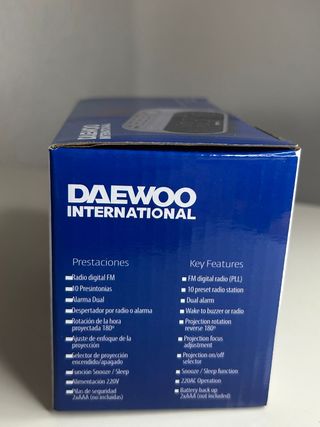 DAEWOO
INTERNATIONAL
DAEWOO
INTERNATIONAL
Prestaciones
Radio digital FM
10 Presintonías
Alarma Dual
Despertador por radio o alarma
Rotación de la hora
proyectada 180º
Ajuste de enfoque de la
proyección
Selector de proyección
encendido/apagado
Función Snooze / Sleep
Alimentación 220V
Pilas de seguridad
2xAAA (no incluidas)
Key Features
FM digital radio (PLL)
10 preset radio station
Dual alarm
Wake to buzzer or radio
Projection rotation
reverse 180º
Projection focus
adjustment
Projection on/off
selector
Snooze / Sleep function
220AC Operation
Battery back up
2xAAA (not included)